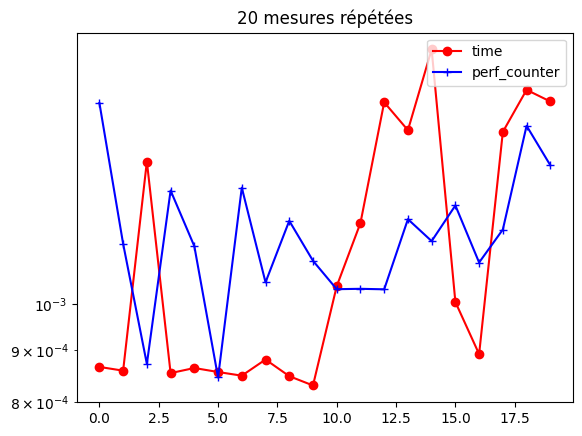 20 mesures répétées
time
perf_counter
10⁻³
9 × 10⁻⁴
8 × 10⁻⁴
0.0 2.5 5.0 7.5 10.0 12.5 15.0 17.5